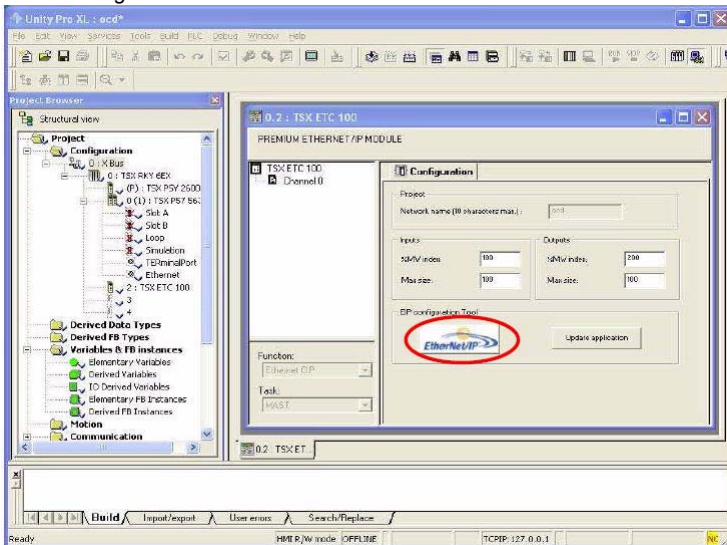 Unity Pro XL : ocd*
File Edit View Services Tools Build PLC Debug Window Help
Project Browser
Structural view
Project
Configuration
0 : X Bus
0 : TSX RKY 6EX
(P) : TSX PSY 2600
0 (1) : TSX P57 563
Slot A
Slot B
Loop
Simulation
TERminalPort
Ethernet
2 : TSX ETC 100
3
4
Derived Data Types
Derived FB Types
Variables & FB instances
Elementary Variables
Derived Variables
IO Derived Variables
Elementary FB Instances
Derived FB Instances
Motion
Communication
0.2 : TSX ETC 100
PREMIUM ETHERNET/IP MODULE
TSX ETC 100
Channel 0
Function:
Ethernet CIP
Task:
MAST
Configuration
Project
Network name (10 characters max.) : ocd
Inputs
%MW index: 100
Max size: 100
Outputs
%MW index: 200
Max size: 100
EIP configuration Tool
EtherNet/IP
Update application
0.2 TSX ET...
Build Import/export User errors Search/Replace
Ready HMI R/W mode OFFLINE TCPIP:127.0.0.1 NC